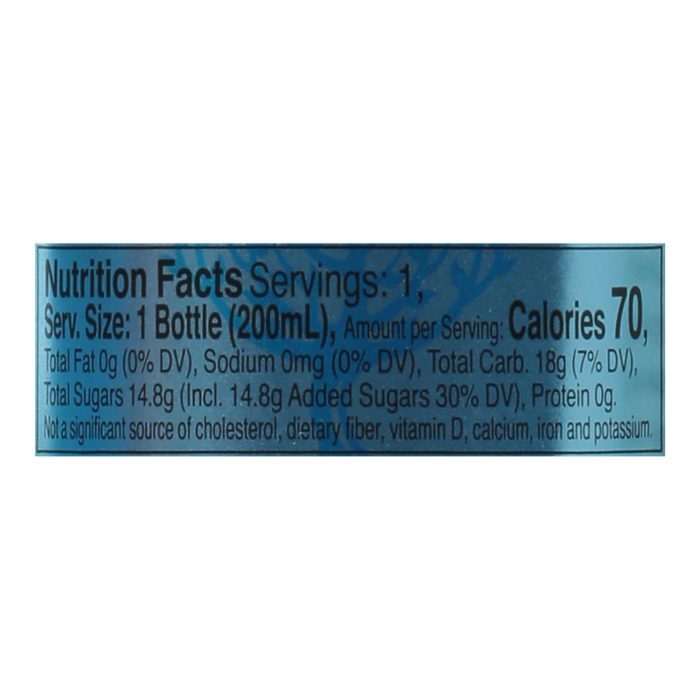 Nutrition Facts Servings: 1,
Serv. Size: 1 Bottle (200mL), Amount per Serving: Calories 70,
Total Fat 0g (0% DV), Sodium 0mg (0% DV), Total Carb. 18g (7% DV),
Total Sugars 14.8g (Incl. 14.8g Added Sugars 30% DV), Protein 0g.
Not a significant source of cholesterol, dietary fiber, vitamin D, calcium, iron and potassium.